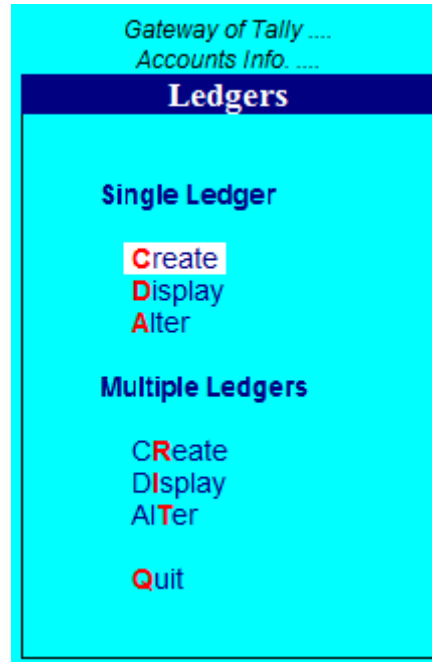 Gateway of Tally ....
Accounts Info. ....
Ledgers
Single Ledger
Create
Display
Alter
Multiple Ledgers
CReate
DIsplay
AlTer
Quit